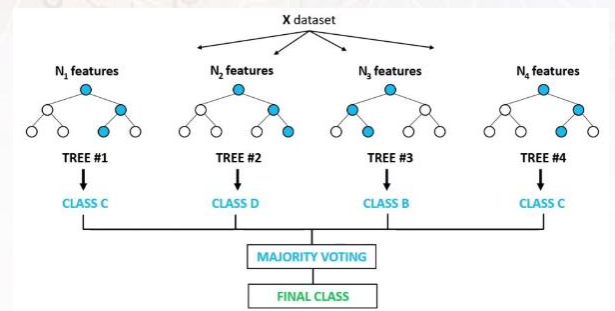 X dataset
N₁ features
N₂ features
N₃ features
N₄ features
TREE #1
TREE #2
TREE #3
TREE #4
CLASS C
CLASS D
CLASS B
CLASS C
MAJORITY VOTING
FINAL CLASS